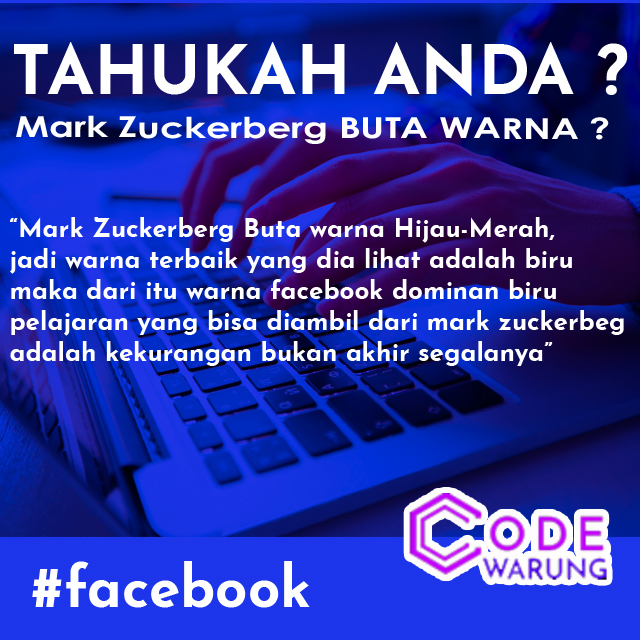 TAHUKAH ANDA ?
Mark Zuckerberg BUTA WARNA ?
“Mark Zuckerberg Buta warna Hijau-Merah,
jadi warna terbaik yang dia lihat adalah biru
maka dari itu warna facebook dominan biru
pelajaran yang bisa diambil dari mark zuckerbeg
adalah kekurangan bukan akhir segalanya”
CODE
WARUNG
#facebook